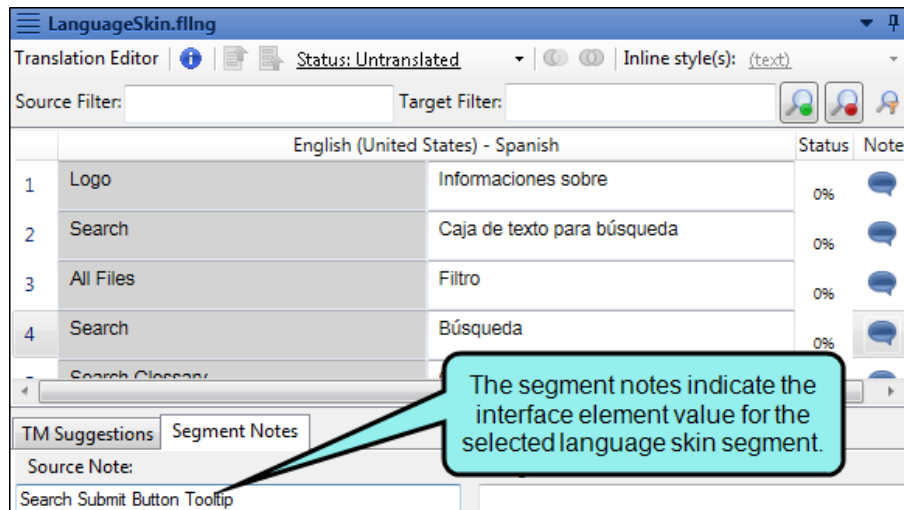 LanguageSkin.fllng
Translation Editor Status: Untranslated Inline style(s): (text)
Source Filter: Target Filter:
English (United States) - Spanish Status Note
1 Logo Informaciones sobre 0%
2 Search Caja de texto para búsqueda 0%
3 All Files Filtro 0%
4 Search Búsqueda 0%
Search Glossary
The segment notes indicate the
interface element value for the
selected language skin segment.
TM Suggestions Segment Notes
Source Note:
Search Submit Button Tooltip